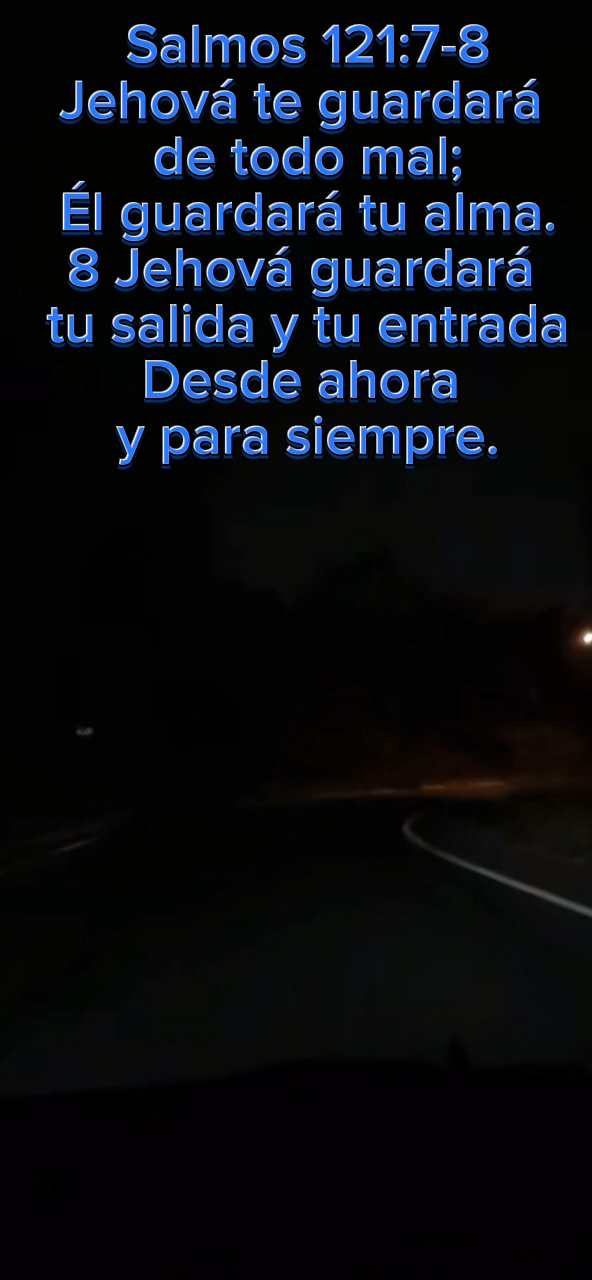 Salmos 121:7-8
Jehová te guardará
de todo mal;
Él guardará tu alma.
8 Jehová guardará
tu salida y tu entrada
Desde ahora
y para siempre.